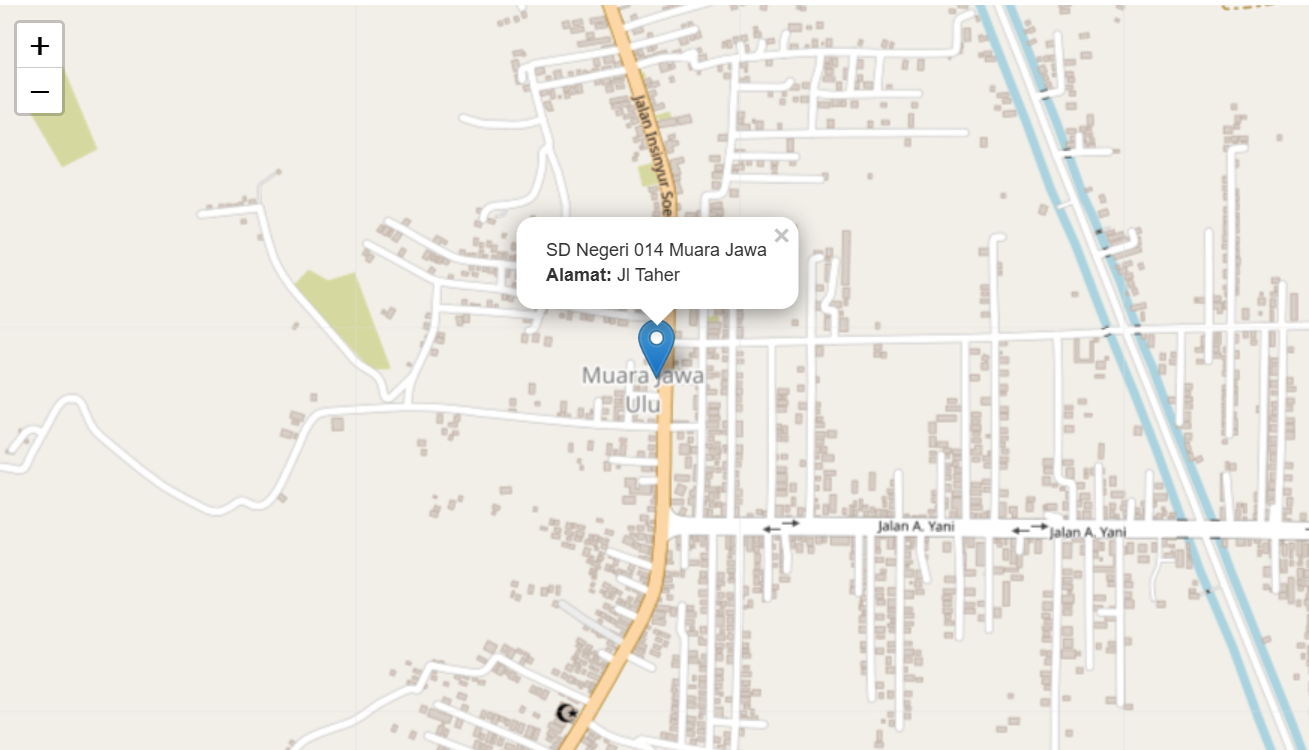 +
−
Jalan Insinyur Soe
SD Negeri 014 Muara Jawa
×
Alamat: Jl Taher
Muara Jawa
Ulu
Jalan A. Yani
Jalan A. Yani